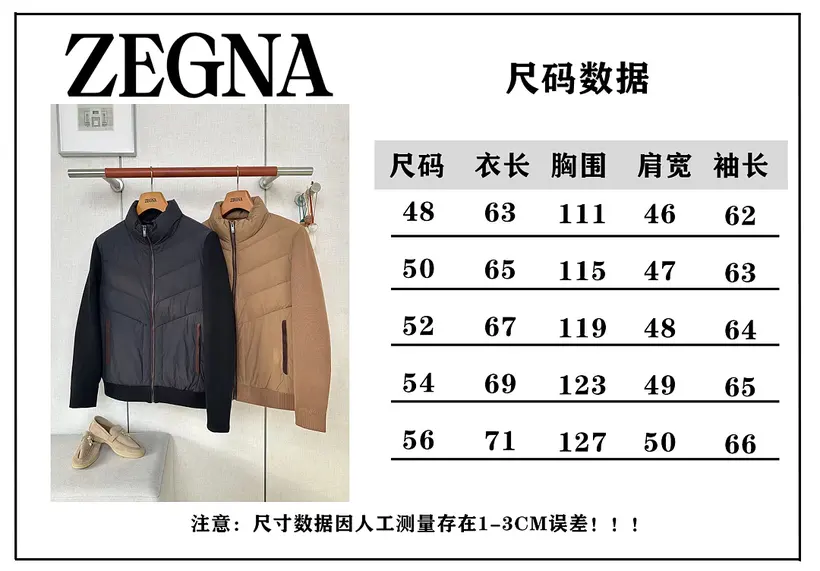 ZEGNA
尺码数据
尺码 衣长 胸围 肩宽 袖长
48 63 111 46 62
50 65 115 47 63
52 67 119 48 64
54 69 123 49 65
56 71 127 50 66
注意：尺寸数据因人工测量存在1-3CM误差！！！